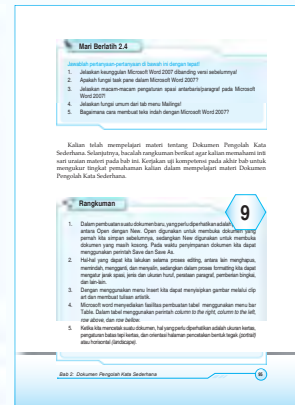 Mari Berlatih 2.4
Jawablah pertanyaan-pertanyaan di bawah ini dengan tepat!
1. Jelaskan keunggulan Microsoft Word 2007 dibanding versi sebelumnya!
2. Apakah fungsi task pane dalam Microsoft Word 2007?
3. Jelaskan macam-macam pengaturan spasi antarbaris/paragraf pada Microsoft
Word 2007!
4. Jelaskan fungsi umum dari tab menu Mailings!
5. Bagaimana cara membuat teks indah dengan Microsoft Word 2007?
Kalian telah mempelajari materi tentang Dokumen Pengolah Kata
Sederhana. Selanjutnya, bacalah rangkuman berikut agar kalian memahami inti
sari uraian materi pada bab ini. Kerjakan uji kompetensi pada akhir bab untuk
mengukur tingkat pemahaman kalian dalam mempelajari materi Dokumen
Pengolah Kata Sederhana.
Rangkuman
9
1. Dalam pembuatan suatu dokumen baru, yang perlu diperhatikan adalah
antara Open dengan New. Open digunakan untuk membuka dokumen yang
pernah kita simpan sebelumnya, sedangkan New digunakan untuk membuka
dokumen yang masih kosong. Pada waktu penyimpanan dokumen kita dapat
menggunakan perintah Save dan Save As.
2. Hal-hal yang dapat kita lakukan selama proses editing, antara lain menghapus,
memindah, mengganti, dan menyalin, sedangkan dalam proses formatting kita dapat
mengatur jarak spasi, jenis dan ukuran huruf, perataan paragraf, pemberian bingkai,
dan lain-lain.
3. Dengan menggunakan menu Insert kita dapat menyisipkan gambar melalui clip
art dan membuat tulisan artistik.
4. Microsoft word menyediakan fasilitas pembuatan tabel menggunakan menu bar
Table. Dalam tabel menggunakan perintah column to the right, column to the left,
row above, dan row bellow.
5. Ketika kita mencetak suatu dokumen, hal yang perlu diperhatikan adalah ukuran kertas,
pengaturan batas tepi kertas, dan orientasi halaman pencetakan bentuk tegak (potrait)
atau horisontal (landscape).
Bab 2: Dokumen Pengolah Kata Sederhana